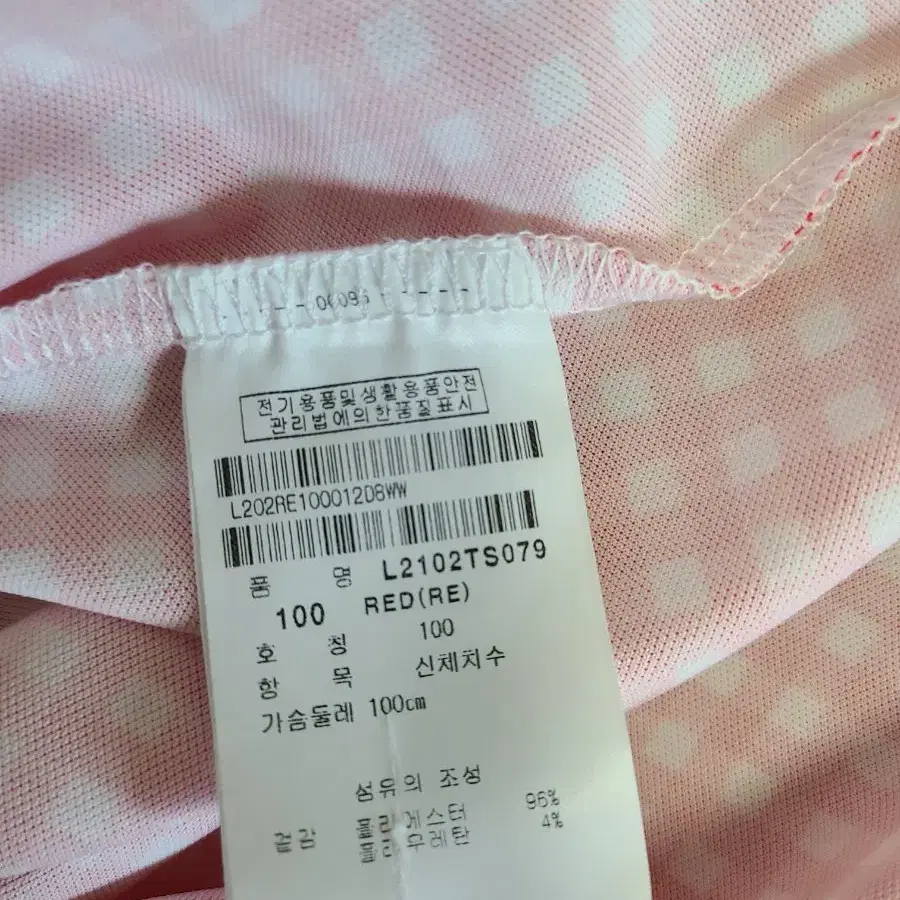 00096
전기용품및생활용품안전
관리법에의한품질표시
L202RE100012D8WW
품 명 L2102TS079
100 RED(RE)
호 칭 100
항 목 신체치수
가슴둘레 100cm
섬유의 조성
겉감 폴리에스터 96%
폴리우레탄 4%